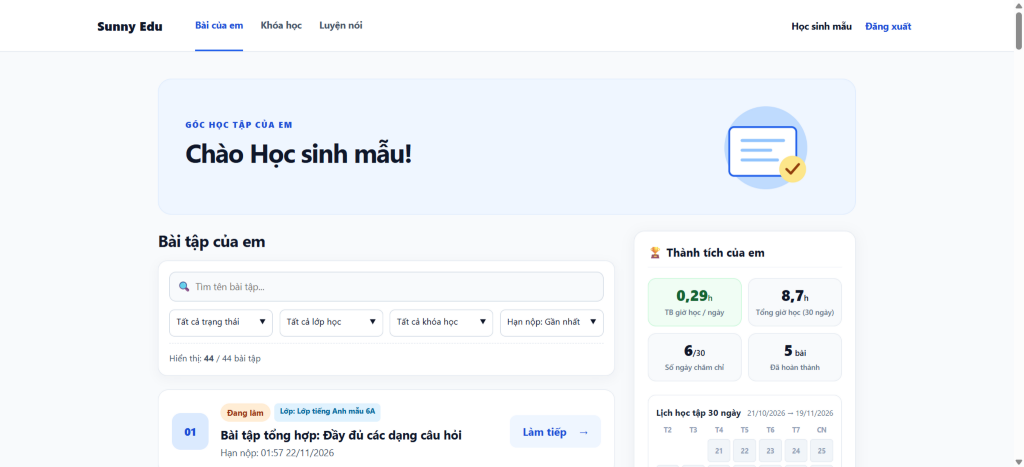 Sunny Edu
Bài của em
Khóa học
Luyện nói
Học sinh mẫu
Đăng xuất
GÓC HỌC TẬP CỦA EM
Chào Học sinh mẫu!
Bài tập của em
Tìm tên bài tập...
Tất cả trạng thái
Tất cả lớp học
Tất cả khóa học
Hạn nộp: Gần nhất
Hiển thị: 44 / 44 bài tập
01
Đang làm
Lớp: Lớp tiếng Anh mẫu 6A
Bài tập tổng hợp: Đầy đủ các dạng câu hỏi
Hạn nộp: 01:57 22/11/2026
Làm tiếp →
Thành tích của em
0,29h
TB giờ học / ngày
8,7h
Tổng giờ học (30 ngày)
6/30
Số ngày chăm chỉ
5 bài
Đã hoàn thành
Lịch học tập 30 ngày
21/10/2026 → 19/11/2026
T2 T3 T4 T5 T6 T7 CN
21 22 23 24 25